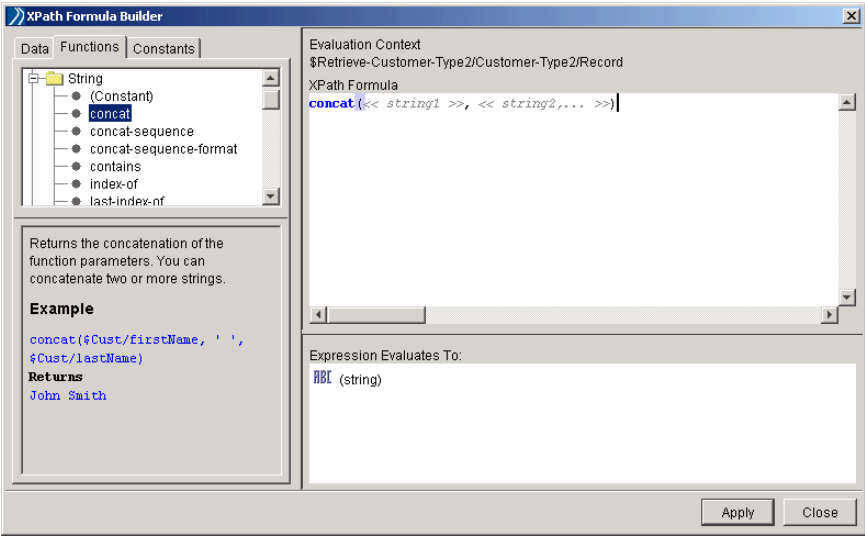 XPath Formula Builder
Data Functions Constants
String
(Constant)
concat
concat-sequence
concat-sequence-format
contains
index-of
last-index-of
Returns the concatenation of the
function parameters. You can
concatenate two or more strings.
Example
concat($Cust/firstName, ' ',
$Cust/lastName)
Returns
John Smith
Evaluation Context
$Retrieve-Customer-Type2/Customer-Type2/Record
XPath Formula
concat(<< string1 >>, << string2,... >>)
Expression Evaluates To:
ABC (string)
Apply Close